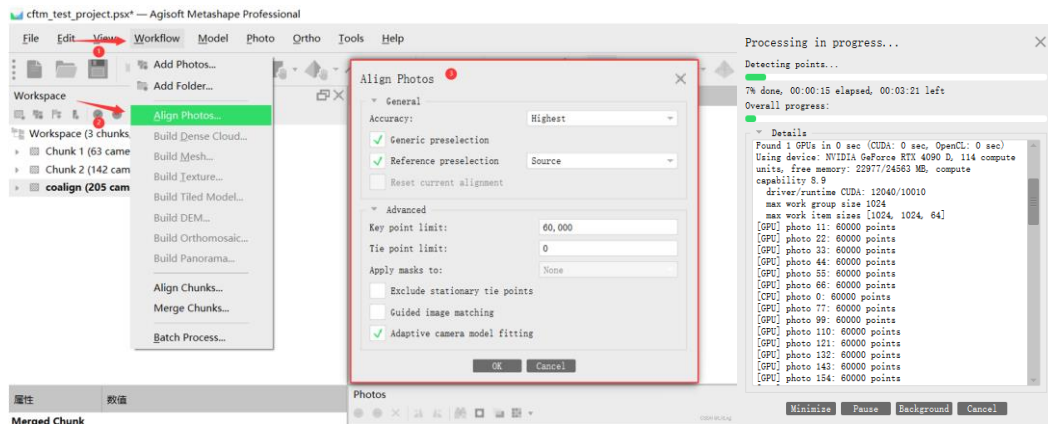 cftm_test_project.psx* — Agisoft Metashape Professional
File Edit View Workflow Model Photo Ortho Tools Help
1
Workspace
2
Workspace (3 chunks,
Chunk 1 (63 came
Chunk 2 (142 cam
coalign (205 cam
Add Photos...
Add Folder...
Align Photos...
Build Dense Cloud...
Build Mesh...
Build Texture...
Build Tiled Model...
Build DEM...
Build Orthomosaic...
Build Panorama...
Align Chunks...
Merge Chunks...
Batch Process...
属性 数值
Merged Chunk
Align Photos 3
General
Accuracy: Highest
Generic preselection
Reference preselection Source
Reset current alignment
Advanced
Key point limit: 60,000
Tie point limit: 0
Apply masks to: None
Exclude stationary tie points
Guided image matching
Adaptive camera model fitting
OK Cancel
Photos
Processing in progress...
Detecting points...
7% done, 00:00:15 elapsed, 00:03:21 left
Overall progress:
Details
Found 1 GPUs in 0 sec (CUDA: 0 sec, OpenCL: 0 sec)
Using device: NVIDIA GeForce RTX 4090 D, 114 compute
units, free memory: 22977/24563 MB, compute
capability 8.9
driver/runtime CUDA: 12040/10010
max work group size 1024
max work item sizes [1024, 1024, 64]
[GPU] photo 11: 60000 points
[GPU] photo 22: 60000 points
[GPU] photo 33: 60000 points
[GPU] photo 44: 60000 points
[GPU] photo 55: 60000 points
[GPU] photo 66: 60000 points
[CPU] photo 0: 60000 points
[GPU] photo 77: 60000 points
[GPU] photo 99: 60000 points
[GPU] photo 110: 60000 points
[GPU] photo 121: 60000 points
[GPU] photo 132: 60000 points
[GPU] photo 143: 60000 points
[GPU] photo 154: 60000 points
Minimize Pause Background Cancel